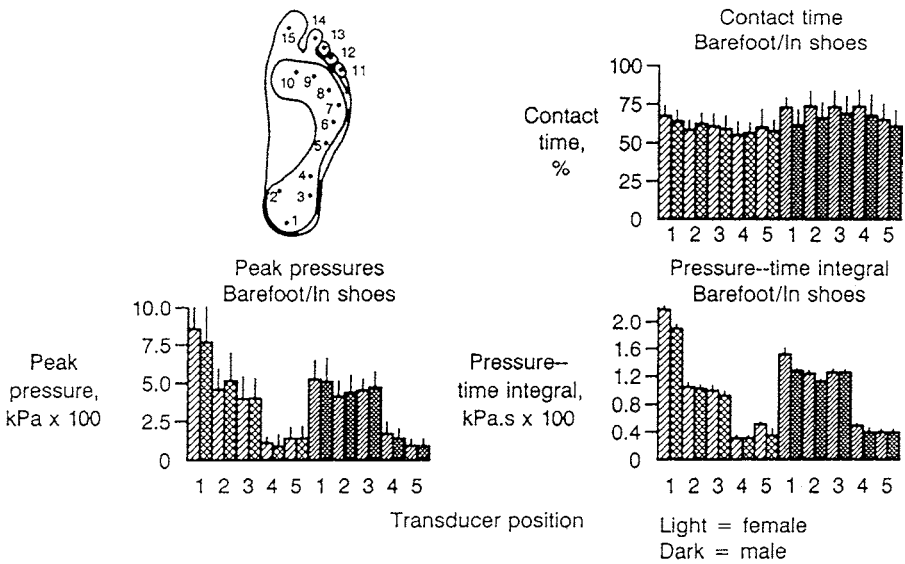 14
13
15
12
11
10
9
8
7
6
5
4
2
3
1
Contact time
Barefoot/In shoes
Contact
time,
%
100
75
50
25
0
1 2 3 4 5 1 2 3 4 5
Peak pressures
Barefoot/In shoes
Peak
pressure,
kPa x 100
10.0
7.5
5.0
2.5
0
1 2 3 4 5 1 2 3 4 5
Pressure--time integral
Barefoot/In shoes
Pressure--
time integral,
kPa.s x 100
2.0
1.6
1.2
0.8
0.4
0
1 2 3 4 5 1 2 3 4 5
Transducer position
Light = female
Dark = male